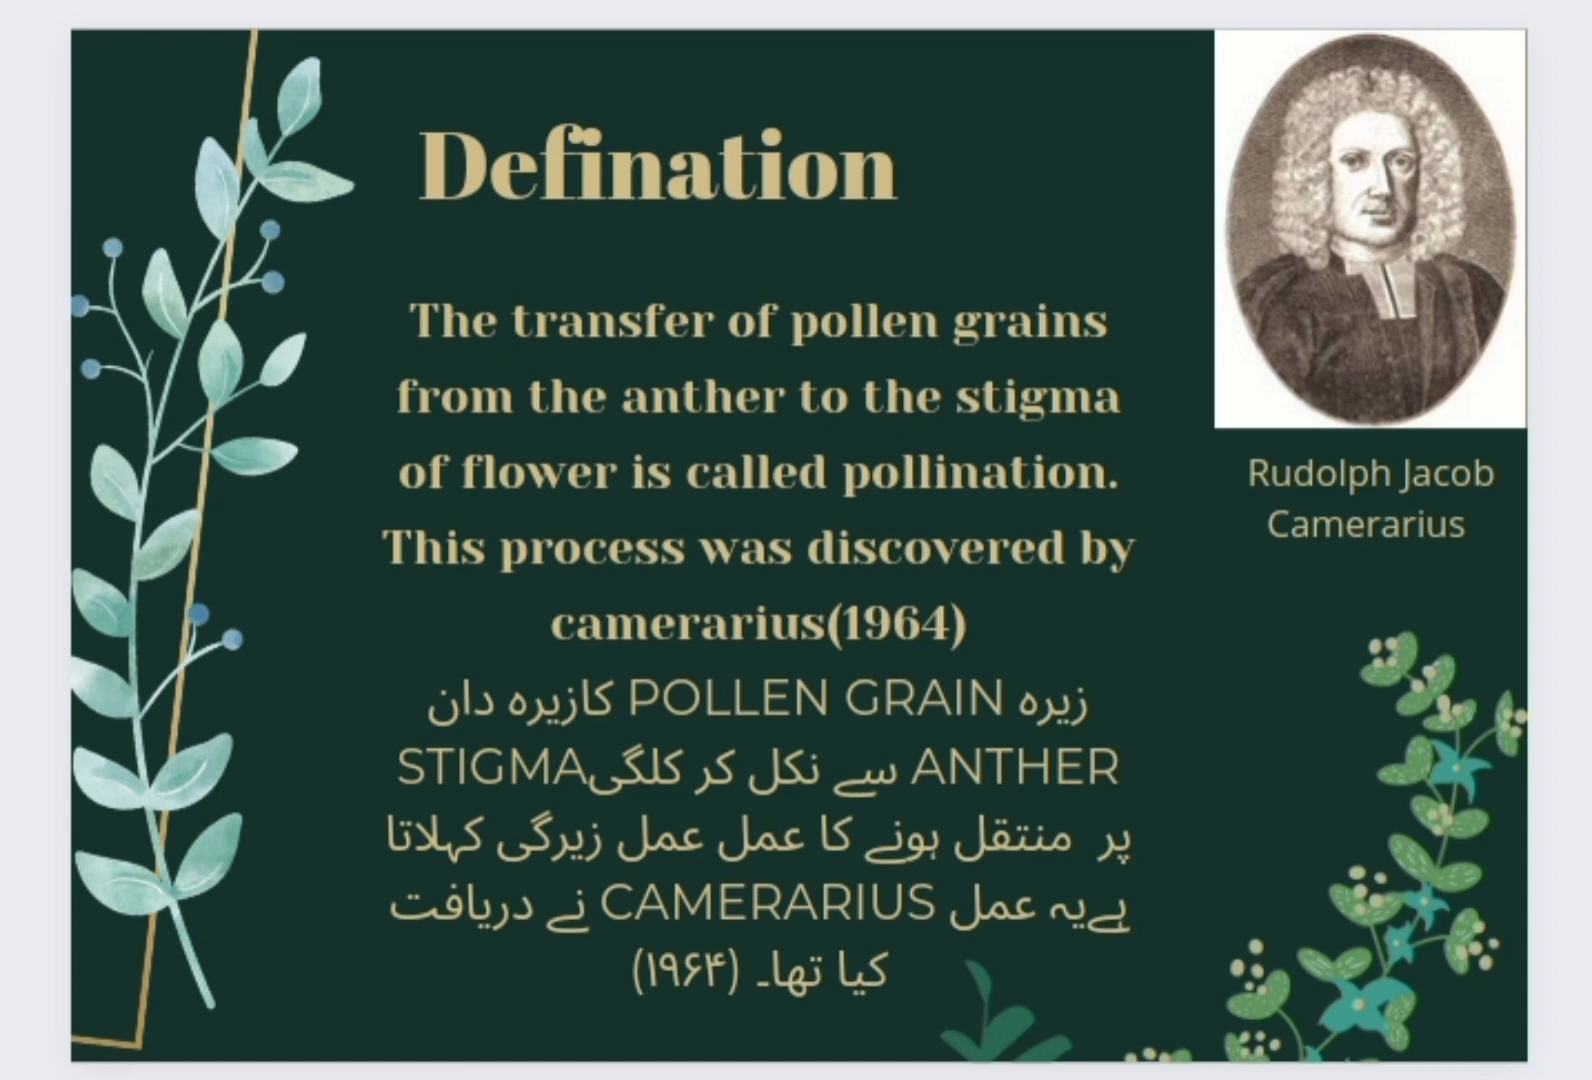 Defination
The transfer of pollen grains
from the anther to the stigma
of flower is called pollination.
This process was discovered by
camerarius(1964)
زیرہ POLLEN GRAIN کازیرہ دان
ANTHER سے نکل کر کلگیSTIGMA
پر منتقل ہونے کا عمل عمل زیرگی کہلاتا
ہےیہ عمل CAMERARIUS نے دریافت
کیا تھا۔ (۱۹۶۴)
Rudolph Jacob
Camerarius